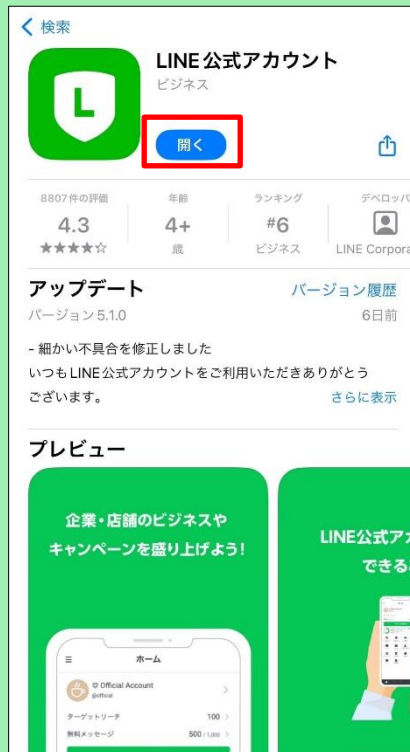 検索
LINE 公式アカウント
ビジネス
L
開く
8807件の評価
年齢
ランキング
デベロッパ
4.3
4+
#6
歳
ビジネス
LINE Corpora
アップデート
バージョン履歴
バージョン 5.1.0
6日前
- 細かい不具合を修正しました
いつも LINE 公式アカウントをご利用いただきありがとう
ございます。
さらに表示
プレビュー
企業・店舗のビジネスや
キャンペーンを盛り上げよう!
ホーム
Official Account
@official
ターゲットリーチ
100
無料メッセージ
500 / 1,000
LINE公式アカ
できるこ